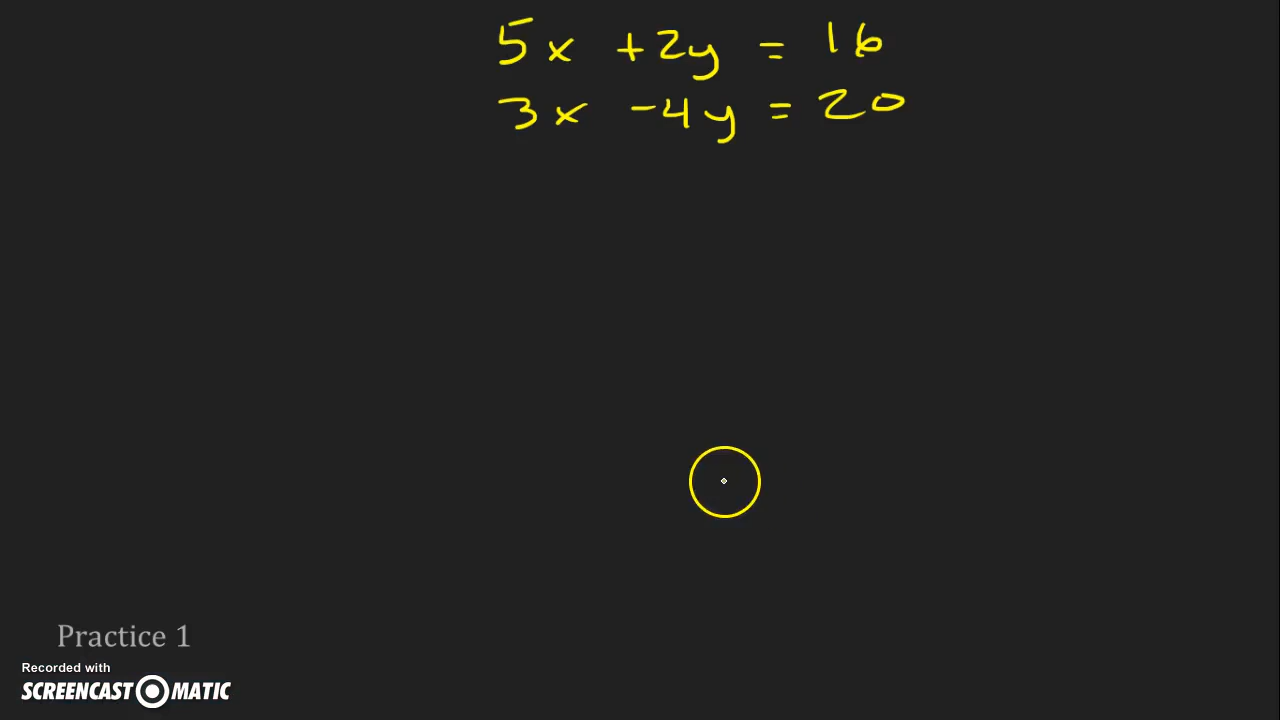 5x +2y = 16
3x -4y = 20
Practice 1
Recorded with
SCREENCAST MATIC